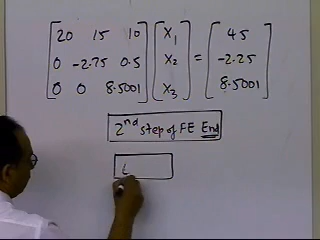 [20 15 10] [x₁] = [45]
[0 -2.75 0.5] [x₂] = [-2.25]
[0 0 8.5001] [x₃] = [8.5001]
2nd step of FE End